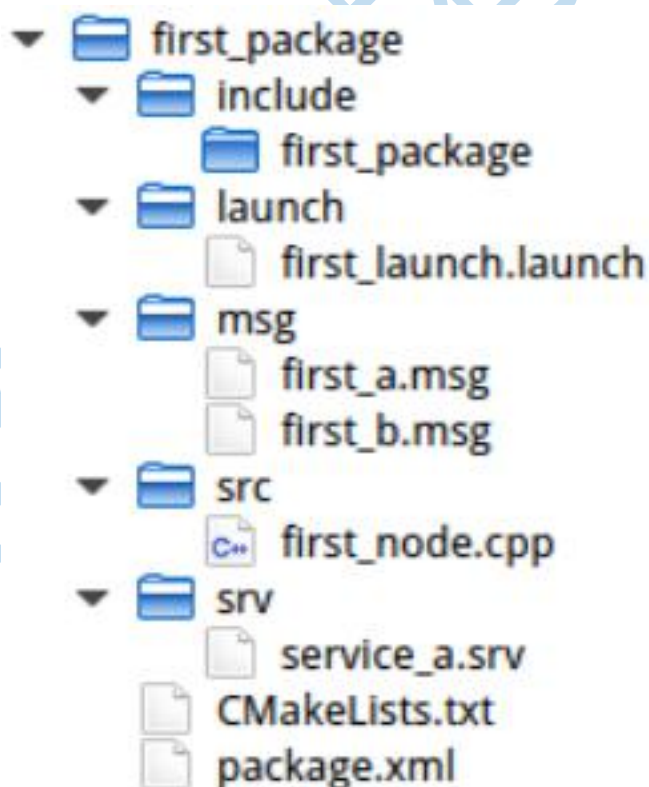 first_package
include
first_package
launch
first_launch.launch
msg
first_a.msg
first_b.msg
src
C++ first_node.cpp
srv
service_a.srv
CMakeLists.txt
package.xml